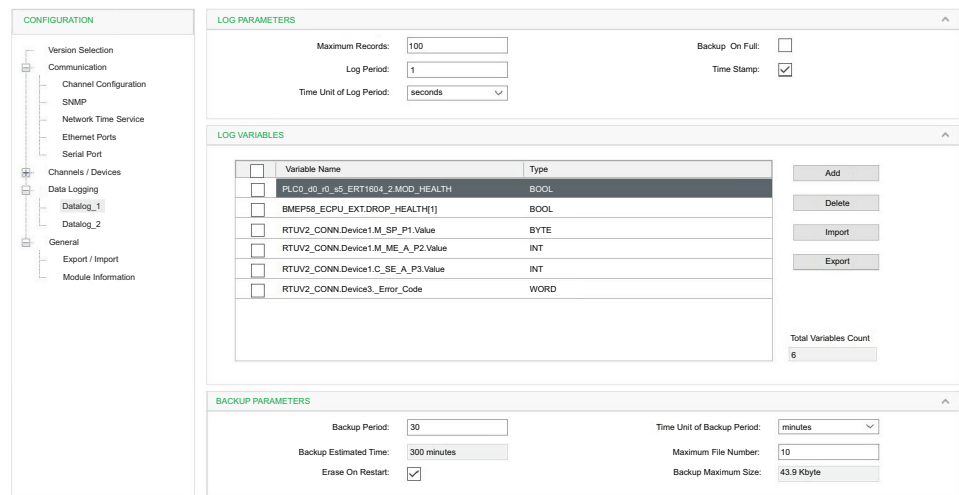 CONFIGURATION
Version Selection
Communication
Channel Configuration
SNMP
Network Time Service
Ethernet Ports
Serial Port
Channels / Devices
Data Logging
Datalog_1
Datalog_2
General
Export / Import
Module Information
LOG PARAMETERS
Maximum Records: 100
Backup On Full:
Log Period: 1
Time Stamp:
Time Unit of Log Period: seconds
LOG VARIABLES
Variable Name Type
PLC0_d0_r0_s5_ERT1604_2.MOD_HEALTH BOOL
BMEP58_ECPU_EXT.DROP_HEALTH[1] BOOL
RTUV2_CONN.Device1.M_SP_P1.Value BYTE
RTUV2_CONN.Device1.M_ME_A_P2.Value INT
RTUV2_CONN.Device1.C_SE_A_P3.Value INT
RTUV2_CONN.Device3._Error_Code WORD
Add
Delete
Import
Export
Total Variables Count
6
BACKUP PARAMETERS
Backup Period: 30
Time Unit of Backup Period: minutes
Backup Estimated Time: 300 minutes
Maximum File Number: 10
Erase On Restart:
Backup Maximum Size: 43.9 Kbyte